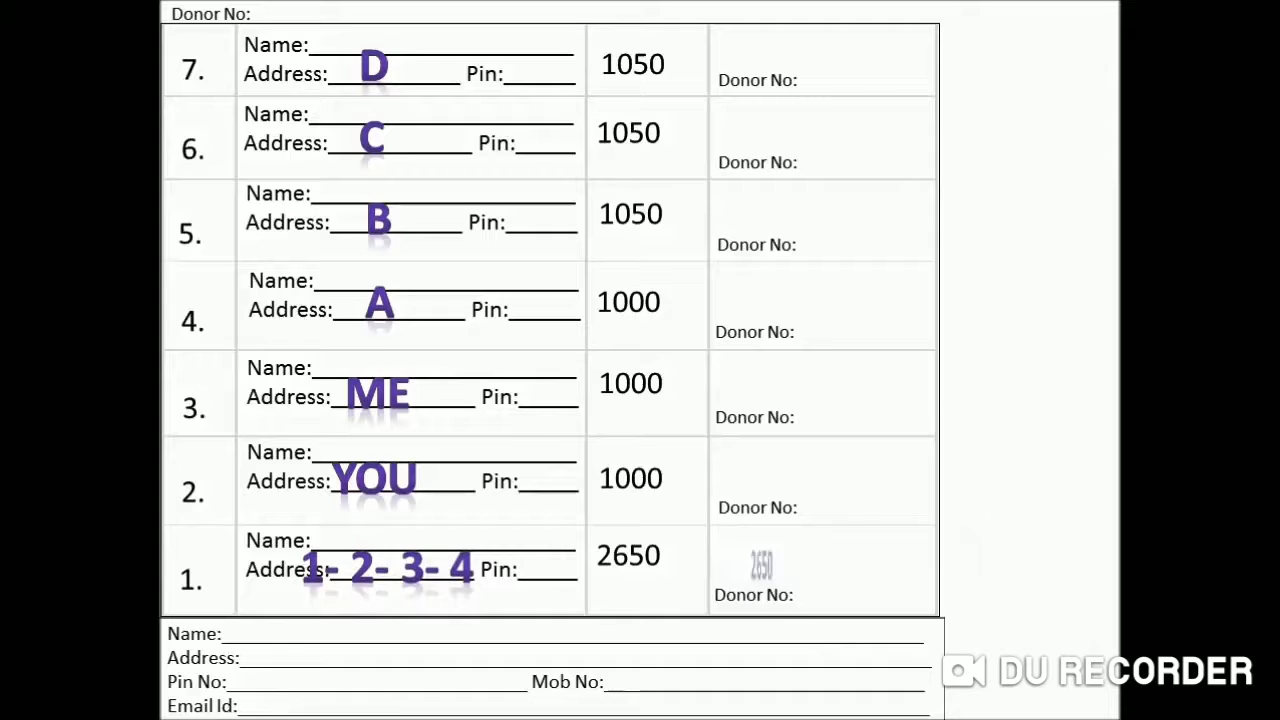 Donor No:
7. Name: 1050
Address: D Pin: Donor No:
6. Name: 1050
Address: C Pin: Donor No:
5. Name: 1050
Address: B Pin: Donor No:
4. Name: 1000
Address: A Pin: Donor No:
3. Name: 1000
Address: ME Pin: Donor No:
2. Name: 1000
Address: YOU Pin: Donor No:
1. Name: 2650 2650
Address: 1- 2- 3- 4 Pin: Donor No:
Name:
Address:
Pin No: Mob No:
Email Id:
DU RECORDER